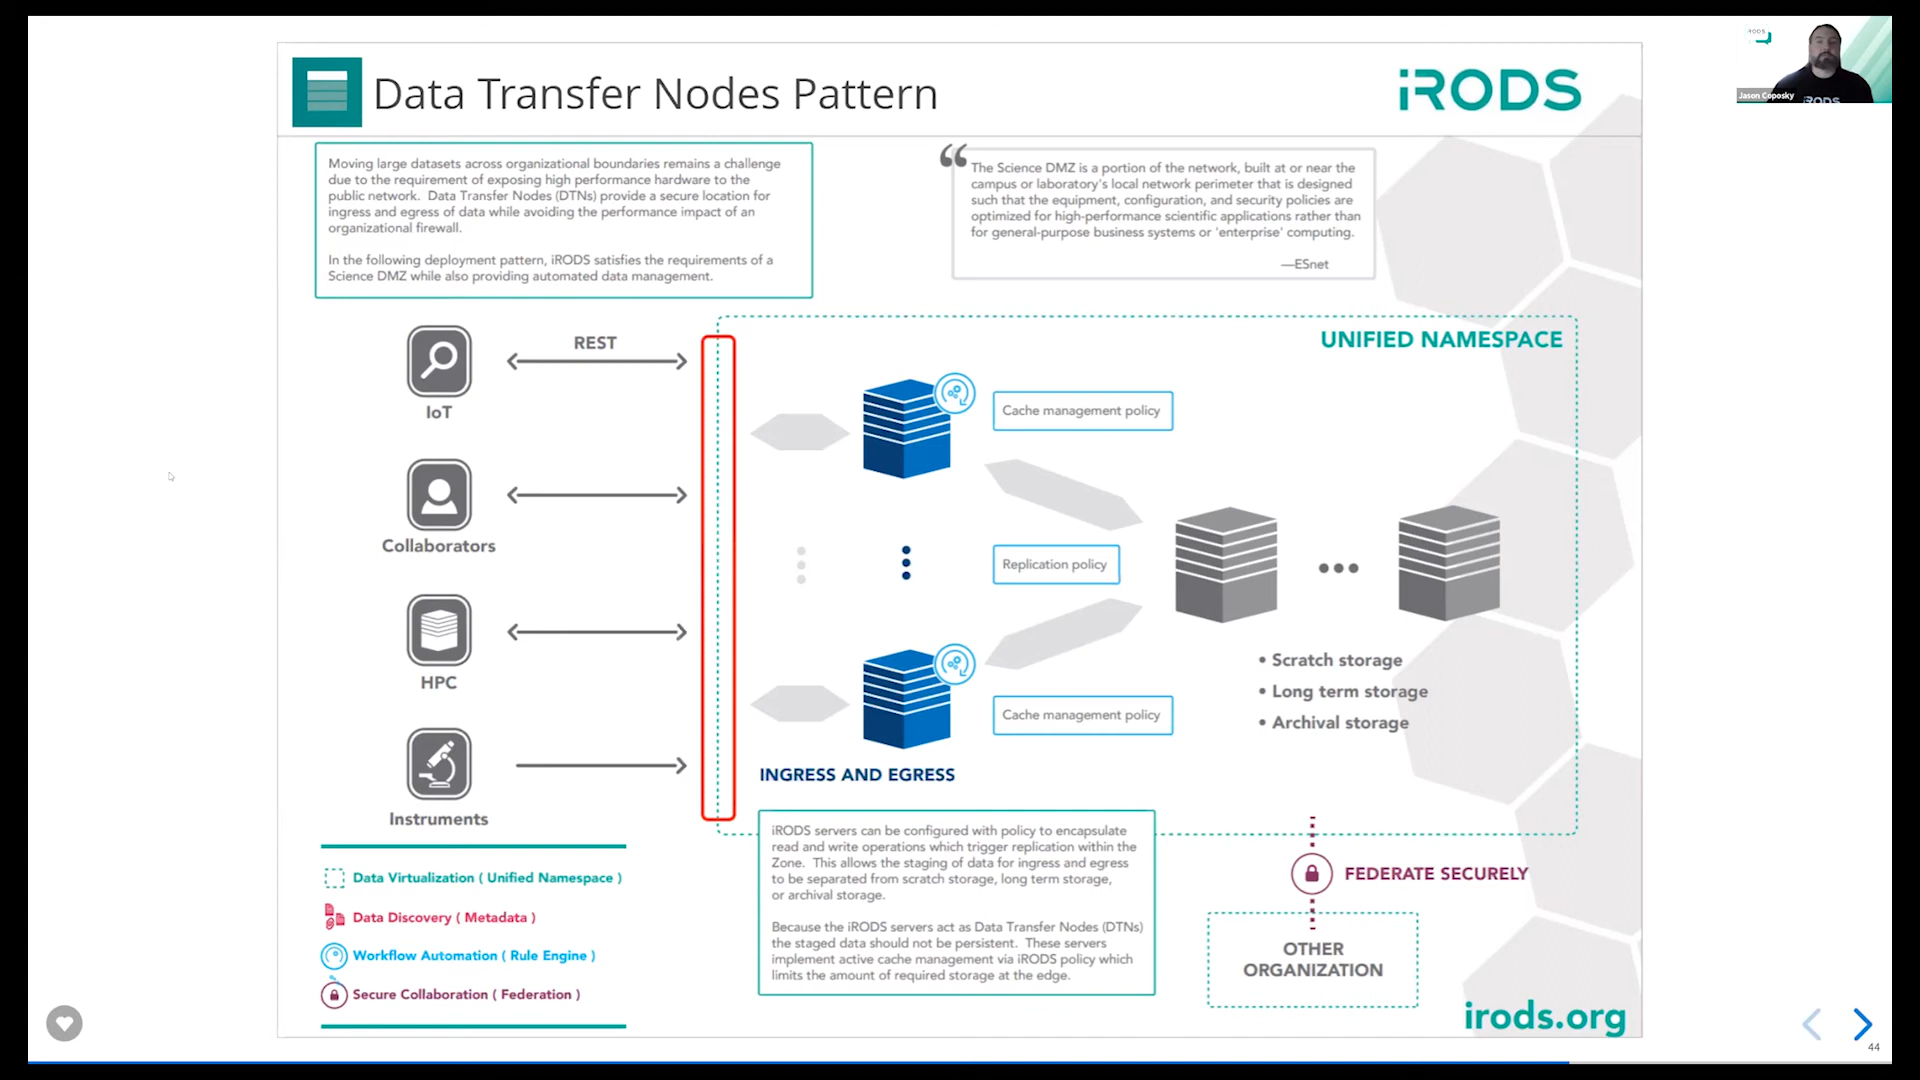 Data Transfer Nodes Pattern
iRODS
iRODS
Jason Coposky
iRODS
Moving large datasets across organizational boundaries remains a challenge
due to the requirement of exposing high performance hardware to the
public network. Data Transfer Nodes (DTNs) provide a secure location for
ingress and egress of data while avoiding the performance impact of an
organizational firewall.
In the following deployment pattern, iRODS satisfies the requirements of a
Science DMZ while also providing automated data management.
“ The Science DMZ is a portion of the network, built at or near the
campus or laboratory's local network perimeter that is designed
such that the equipment, configuration, and security policies are
optimized for high-performance scientific applications rather than
for general-purpose business systems or 'enterprise' computing.
—ESnet
REST
IoT
Collaborators
HPC
Instruments
UNIFIED NAMESPACE
Cache management policy
Replication policy
Cache management policy
• Scratch storage
• Long term storage
• Archival storage
INGRESS AND EGRESS
iRODS servers can be configured with policy to encapsulate
read and write operations which trigger replication within the
Zone. This allows the staging of data for ingress and egress
to be separated from scratch storage, long term storage,
or archival storage.
Because the iRODS servers act as Data Transfer Nodes (DTNs)
the staged data should not be persistent. These servers
implement active cache management via iRODS policy which
limits the amount of required storage at the edge.
FEDERATE SECURELY
OTHER
ORGANIZATION
Data Virtualization ( Unified Namespace )
Data Discovery ( Metadata )
Workflow Automation ( Rule Engine )
Secure Collaboration ( Federation )
irods.org
44